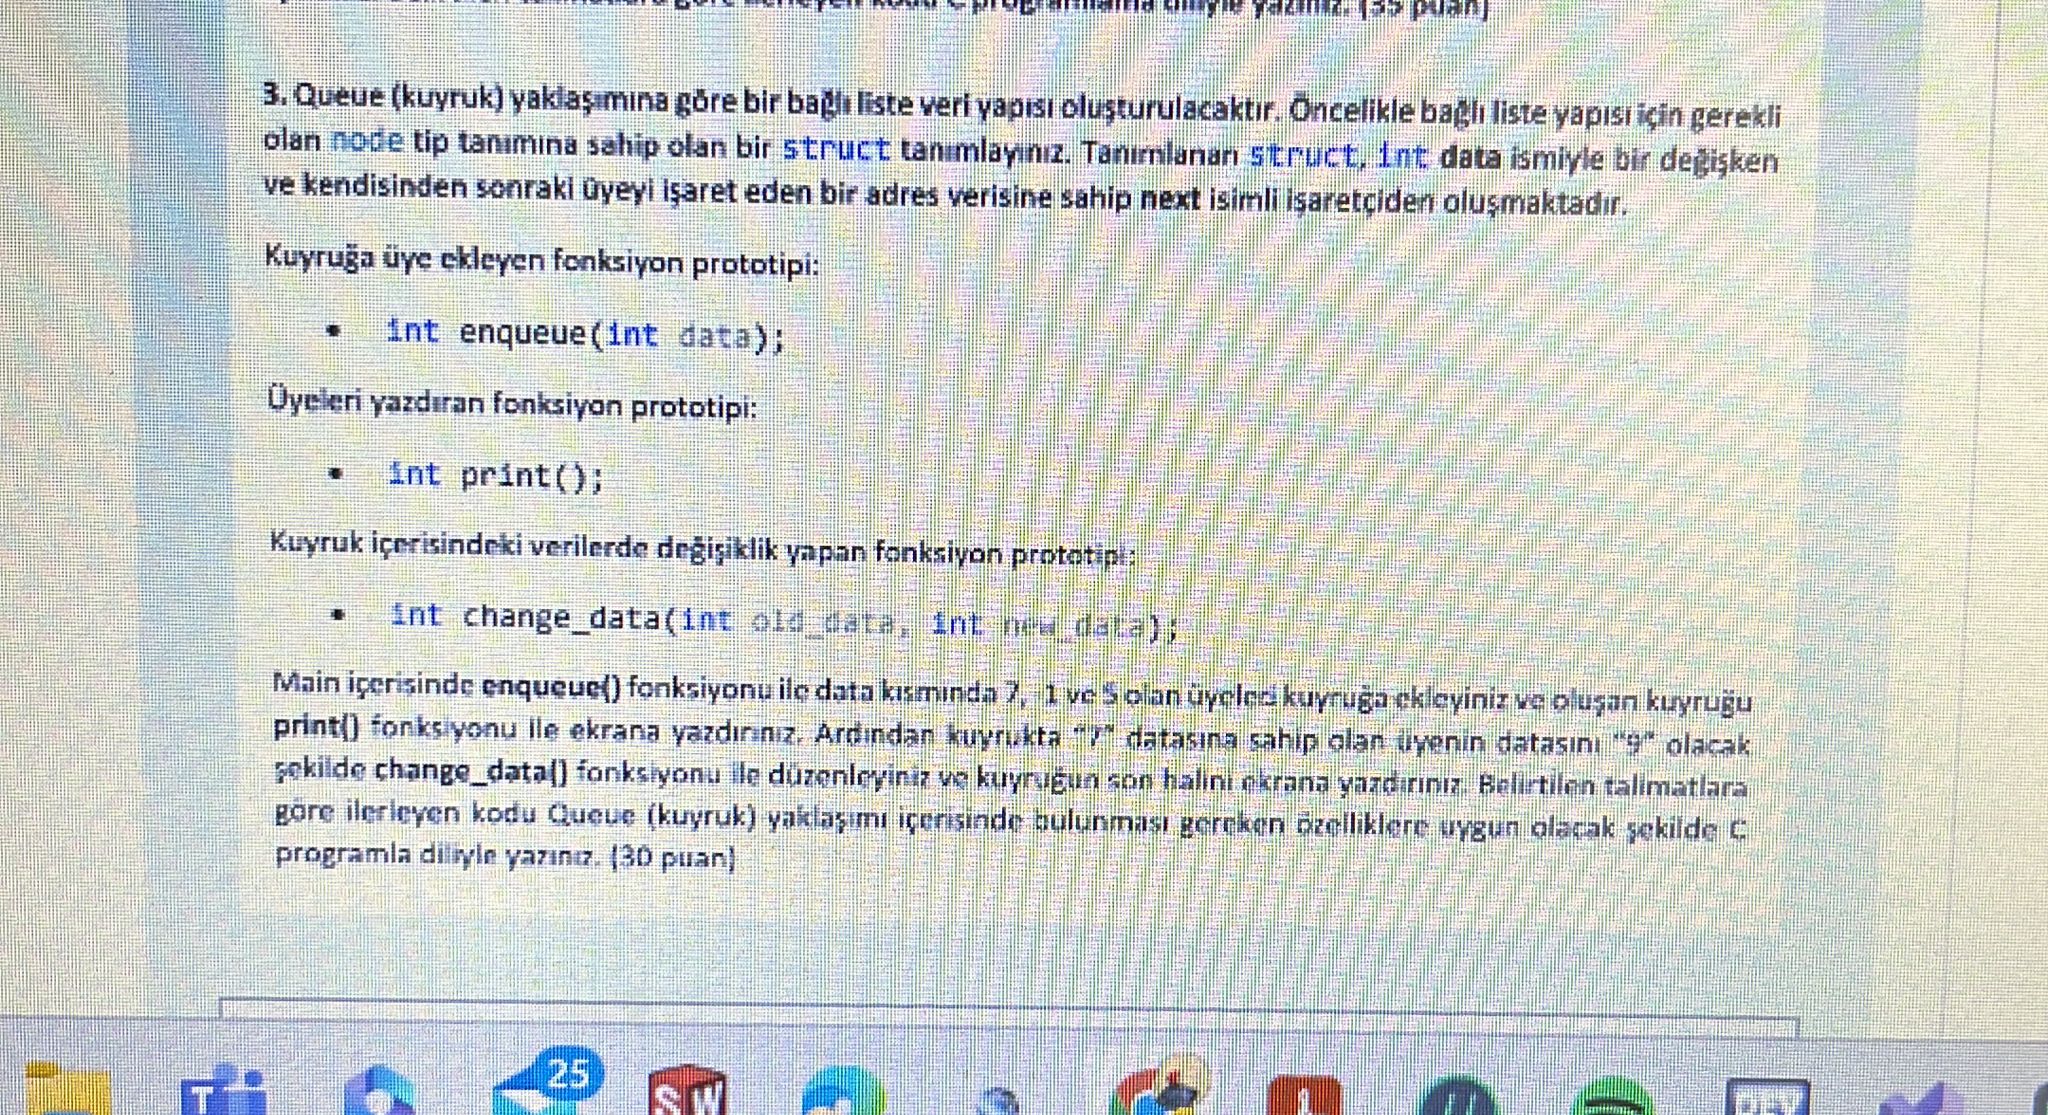 programlama diliyle yazınız. (35 puan)
3. Queue (kuyruk) yaklaşımına göre bir bağlı liste veri yapısı oluşturulacaktır. Öncelikle bağlı liste yapısı için gerekli
olan node tip tanımına sahip olan bir struct tanımlayınız. Tanımlanan struct, int data ismiyle bir değişken
ve kendisinden sonraki üyeyi işaret eden bir adres verisine sahip next isimli işaretçiden oluşmaktadır.
Kuyruğa üye ekleyen fonksiyon prototipi:
• int enqueue(int data);
Üyeleri yazdıran fonksiyon prototipi:
• int print();
Kuyruk içerisindeki verilerde değişiklik yapan fonksiyon prototipi:
• int change_data(int old_data, int new_data);
Main içerisinde enqueue() fonksiyonu ile data kısmında 7, 1 ve 5 olan üyeleri kuyruğa ekleyiniz ve oluşan kuyruğu
print() fonksiyonu ile ekrana yazdırınız. Ardından kuyrukta "7" datasına sahip olan üyenin datasını "9" olacak
şekilde change_data() fonksiyonu ile düzenleyiniz ve kuyruğun son halini ekrana yazdırınız. Belirtilen talimatlara
göre ilerleyen kodu Queue (kuyruk) yaklaşımı içerisinde bulunması gereken özelliklere uygun olacak şekilde C
programla diliyle yazınız. (30 puan)
25
T
SW
DEV